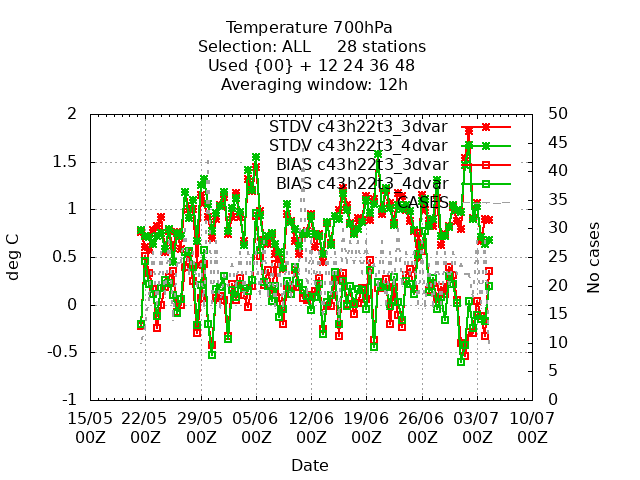 Temperature 700hPa
Selection: ALL 28 stations
Used {00} + 12 24 36 48
Averaging window: 12h
2 50
STDV c43h22t3_3dvar
45
STDV c43h22t3_4dvar
1.5 BIAS c43h22t3_3dvar 40
BIAS c43h22t3_4dvar
CASES 35
1
30
deg C 0.5 25 No cases
20
0
15
-0.5 10
5
-1 0
15/05 22/05 29/05 05/06 12/06 19/06 26/06 03/07 10/07
00Z 00Z 00Z 00Z 00Z 00Z 00Z 00Z 00Z
Date